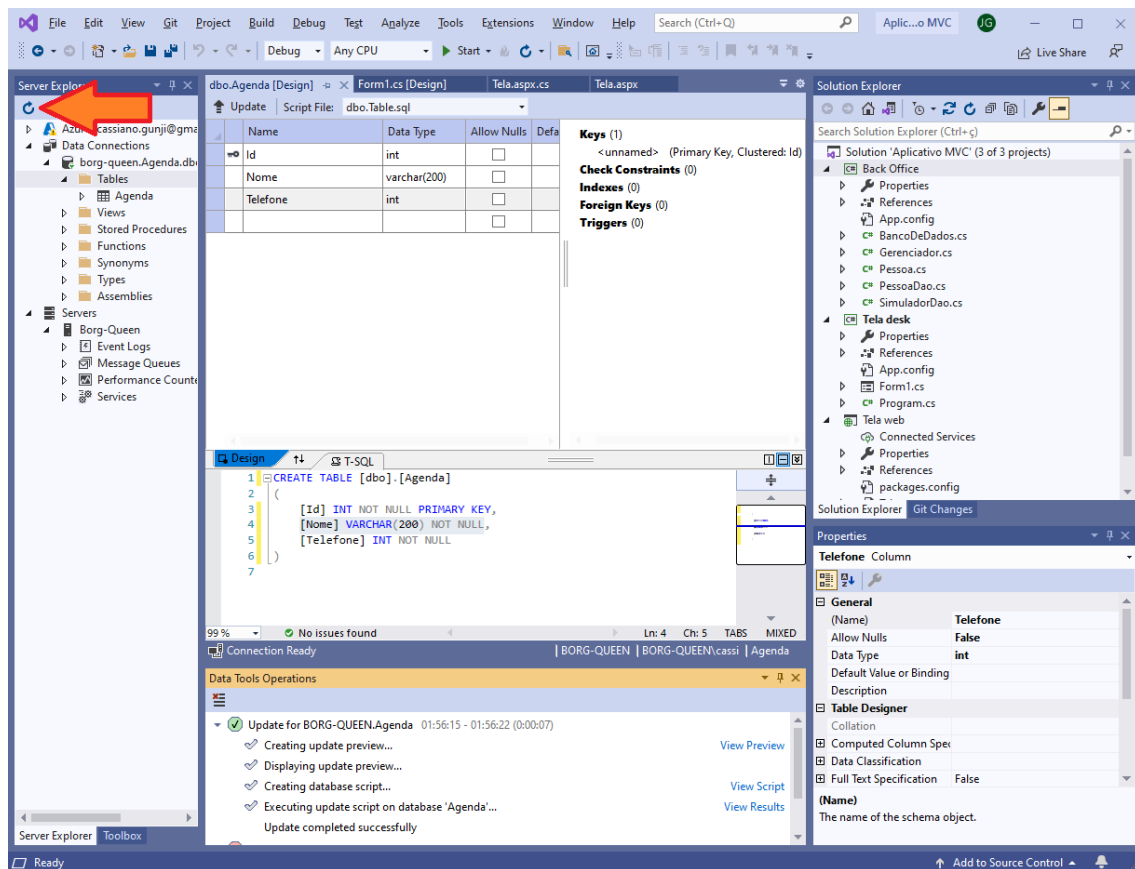 File Edit View Git Project Build Debug Test Analyze Tools Extensions Window Help Search (Ctrl+Q) Aplic...o MVC JG
Debug Any CPU Start Live Share
Server Explor
Azur cassiano.gunji@gma
Data Connections
borg-queen.Agenda.dbo
Tables
Agenda
Views
Stored Procedures
Functions
Synonyms
Types
Assemblies
Servers
Borg-Queen
Event Logs
Message Queues
Performance Counte
Services
Server Explorer Toolbox
dbo.Agenda [Design] Form1.cs [Design] Tela.aspx.cs Tela.aspx
Update Script File: dbo.Table.sql
Name Data Type Allow Nulls Defa
Id int
Nome varchar(200)
Telefone int
Keys (1)
<unnamed> (Primary Key, Clustered: Id)
Check Constraints (0)
Indexes (0)
Foreign Keys (0)
Triggers (0)
Design T-SQL
1 CREATE TABLE [dbo].[Agenda]
2 (
3 [Id] INT NOT NULL PRIMARY KEY,
4 [Nome] VARCHAR(200) NOT NULL,
5 [Telefone] INT NOT NULL
6 )
7
99 % No issues found Ln: 4 Ch: 5 TABS MIXED
Connection Ready | BORG-QUEEN | BORG-QUEEN\cassi | Agenda
Data Tools Operations
Update for BORG-QUEEN.Agenda 01:56:15 - 01:56:22 (0:00:07)
Creating update preview... View Preview
Displaying update preview...
Creating database script... View Script
Executing update script on database 'Agenda'... View Results
Update completed successfully
Solution Explorer
Search Solution Explorer (Ctrl+ç)
Solution 'Aplicativo MVC' (3 of 3 projects)
C# Back Office
Properties
References
App.config
C# BancoDeDados.cs
C# Gerenciador.cs
C# Pessoa.cs
C# PessoaDao.cs
C# SimuladorDao.cs
C# Tela desk
Properties
References
App.config
Form1.cs
C# Program.cs
Tela web
Connected Services
Properties
References
packages.config
Solution Explorer Git Changes
Properties
Telefone Column
General
(Name) Telefone
Allow Nulls False
Data Type int
Default Value or Binding
Description
Table Designer
Collation
Computed Column Spec
Data Classification
Full Text Specification False
(Name)
The name of the schema object.
Ready Add to Source Control